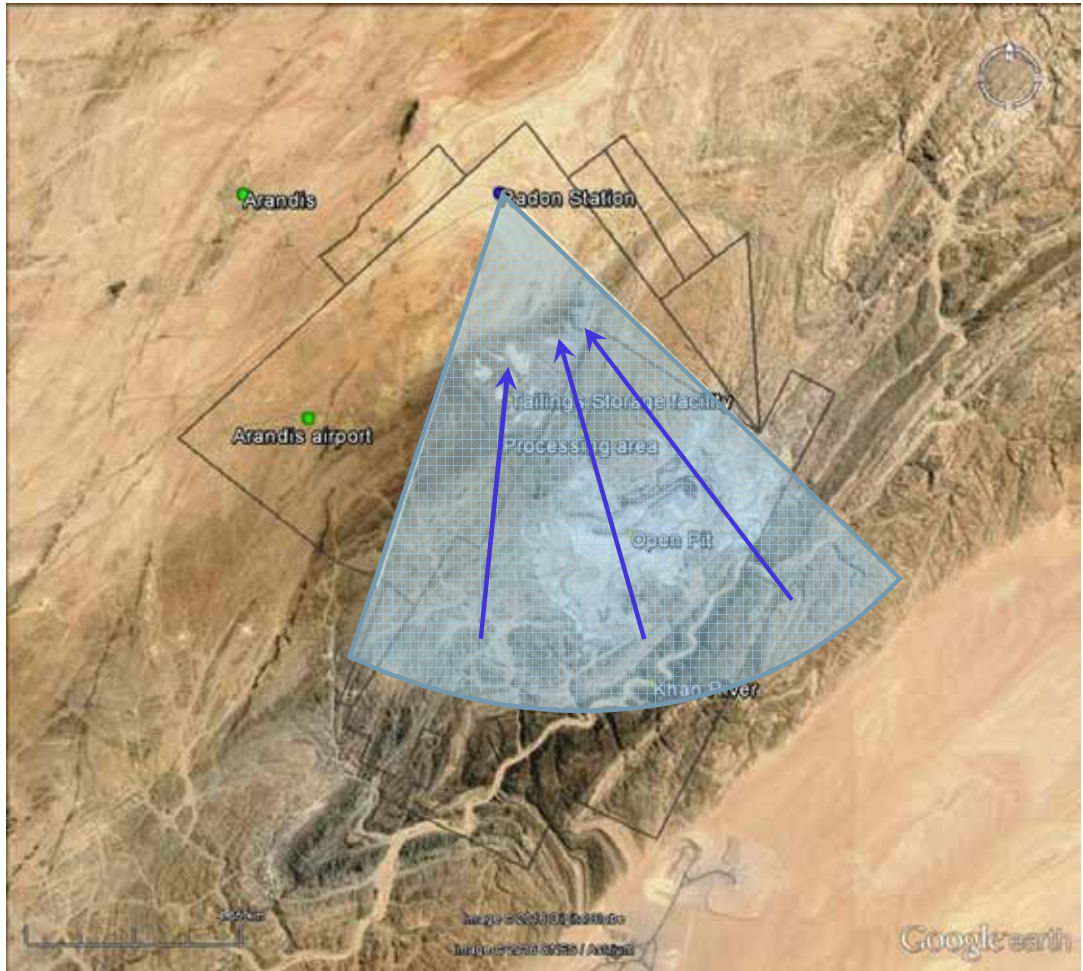 Arandis
Radon Station
Tailings Storage facility
Arandis airport
Processing area
Open Pit
Khan River
Google earth